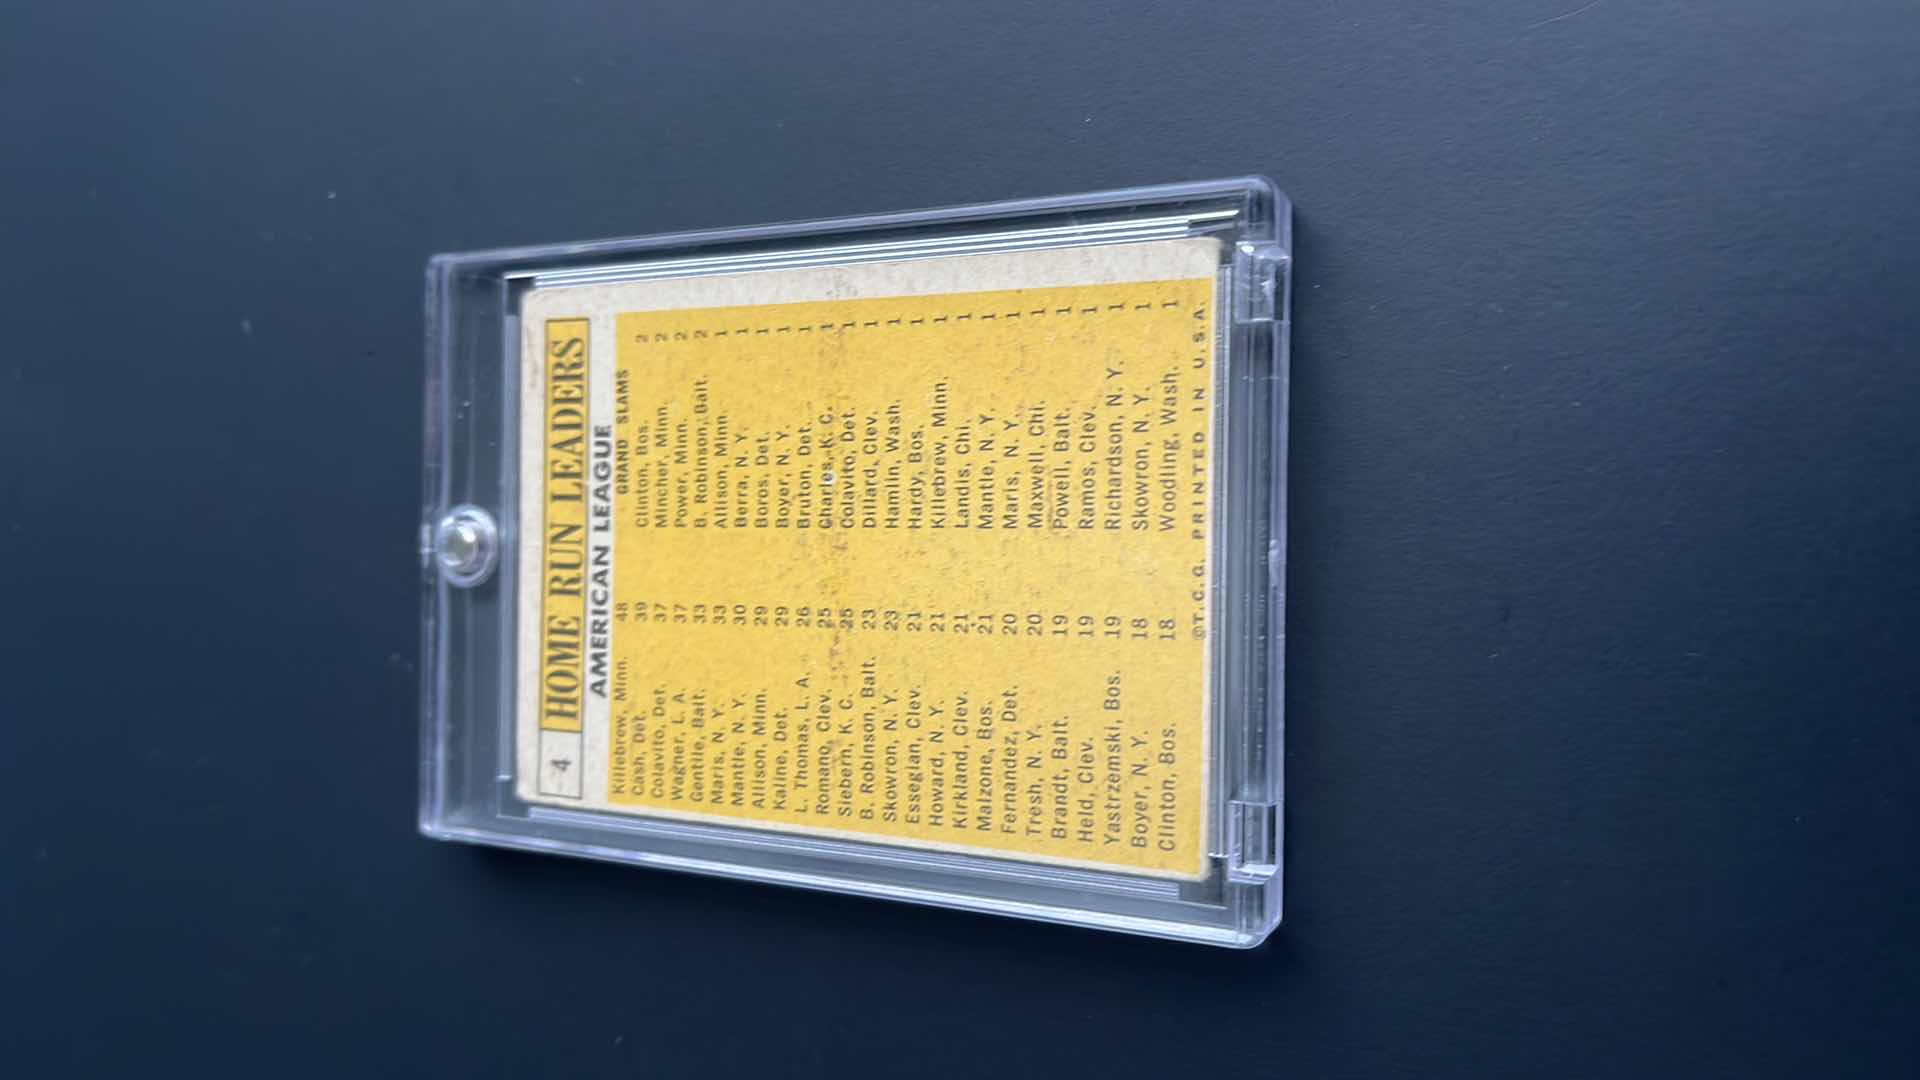 4 HOME RUN LEADERS
AMERICAN LEAGUE
GRAND SLAMS
Killebrew, Minn. 48 Clinton, Bos. 2
Cash, Det. 39 Mincher, Minn. 2
Colavito, Det. 37 Power, Minn. 2
Wagner, L. A. 37 B. Robinson, Balt. 2
Gentile, Balt. 33 Allison, Minn. 1
Maris, N. Y. 33 Berra, N. Y. 1
Mantle, N. Y. 30 Boros, Det. 1
Allison, Minn. 29 Boyer, N. Y. 1
Kaline, Det. 29 Bruton, Det. 1
L. Thomas, L. A. 26 Charles, K. C. 1
Romano, Clev. 25 Colavito, Det. 1
Siebern, K. C. 25 Dillard, Clev. 1
B. Robinson, Balt. 23 Hamlin, Wash. 1
Skowron, N. Y. 23 Hardy, Bos. 1
Essegian, Clev. 21 Killebrew, Minn. 1
Howard, N. Y. 21 Landis, Chi. 1
Kirkland, Clev. 21 Mantle, N. Y. 1
Malzone, Bos. 21 Maris, N. Y. 1
Fernandez, Det. 20 Maxwell, Chi. 1
Tresh, N. Y. 20 Powell, Balt. 1
Brandt, Balt. 19 Ramos, Clev. 1
Held, Clev. 19 Richardson, N. Y. 1
Yastrzemski, Bos. 19 Skowron, N. Y. 1
Boyer, N. Y. 18 Woodling, Wash. 1
Clinton, Bos. 18
©T.C.G. PRINTED IN U.S.A.